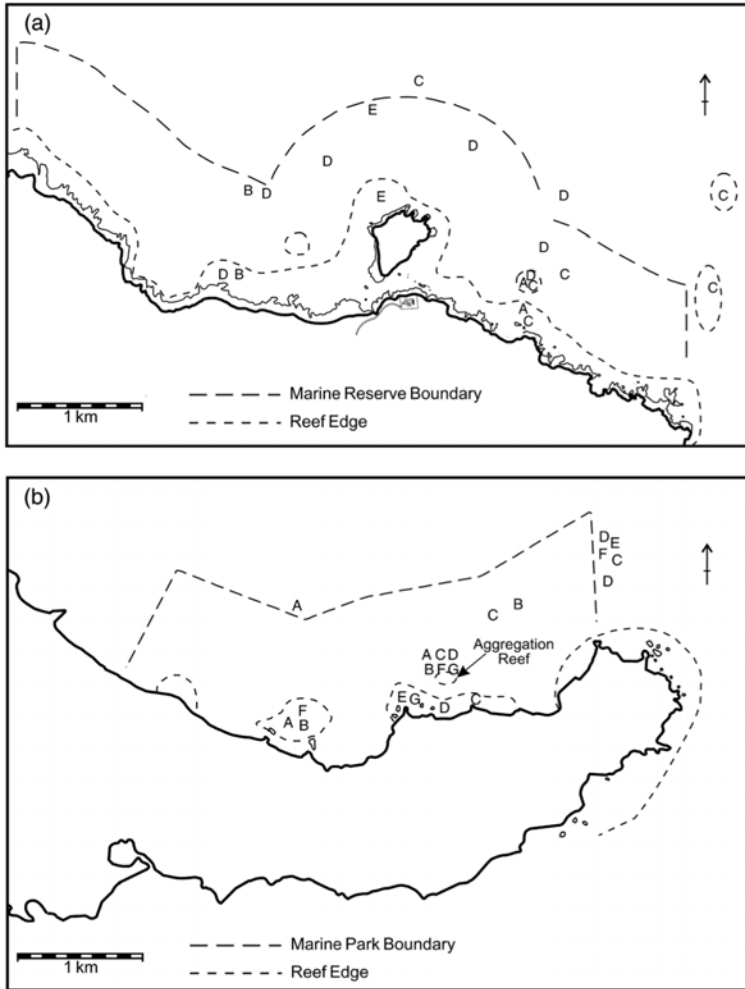 (a)
C
E
D
D
E
B D
D
C
D
D B
D C
A C
C
A
C
Marine Reserve Boundary
1 km
Reef Edge
(b)
D E
F C
D
A
B
C
A C D
B F G
Aggregation
Reef
E G D C
F
A B
Marine Park Boundary
1 km
Reef Edge